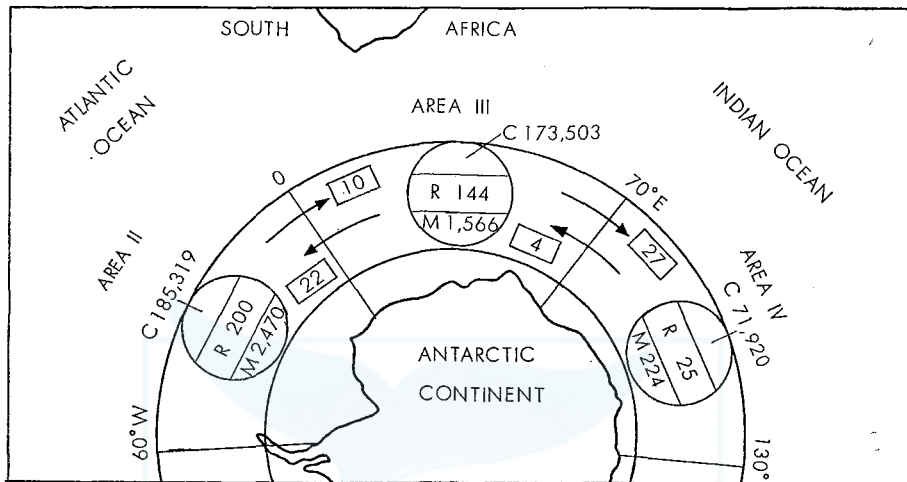 SOUTH AFRICA
ATLANTIC
OCEAN
INDIAN OCEAN
AREA III
C 173,503
R 144
M 1,566
0
10
22
70°E
4
27
AREA II
C 185,319
R 200
M 2,470
AREA IV
C 71,920
R 25
M 224
ANTARCTIC
CONTINENT
60°W
130°